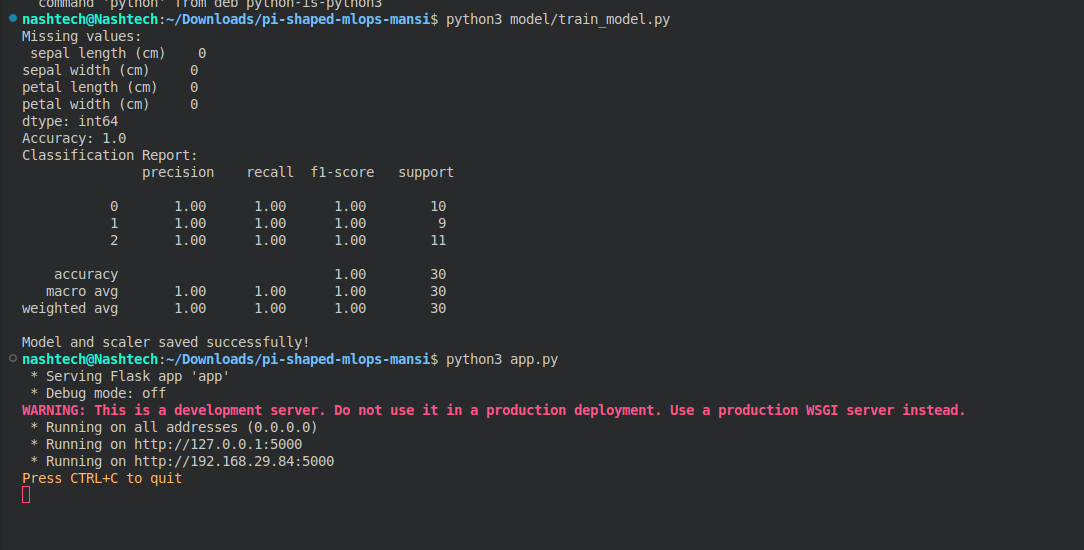 command 'python' from deb python-is-python3
nashtech@Nashtech:~/Downloads/pi-shaped-mlops-mansi$ python3 model/train_model.py
Missing values:
 sepal length (cm)    0
sepal width (cm)     0
petal length (cm)    0
petal width (cm)     0
dtype: int64
Accuracy: 1.0
Classification Report:
               precision    recall  f1-score   support
           0       1.00      1.00      1.00        10
           1       1.00      1.00      1.00         9
           2       1.00      1.00      1.00        11
    accuracy                           1.00        30
   macro avg       1.00      1.00      1.00        30
weighted avg       1.00      1.00      1.00        30
Model and scaler saved successfully!
nashtech@Nashtech:~/Downloads/pi-shaped-mlops-mansi$ python3 app.py
 * Serving Flask app 'app'
 * Debug mode: off
WARNING: This is a development server. Do not use it in a production deployment. Use a production WSGI server instead.
 * Running on all addresses (0.0.0.0)
 * Running on http://127.0.0.1:5000
 * Running on http://192.168.29.84:5000
Press CTRL+C to quit